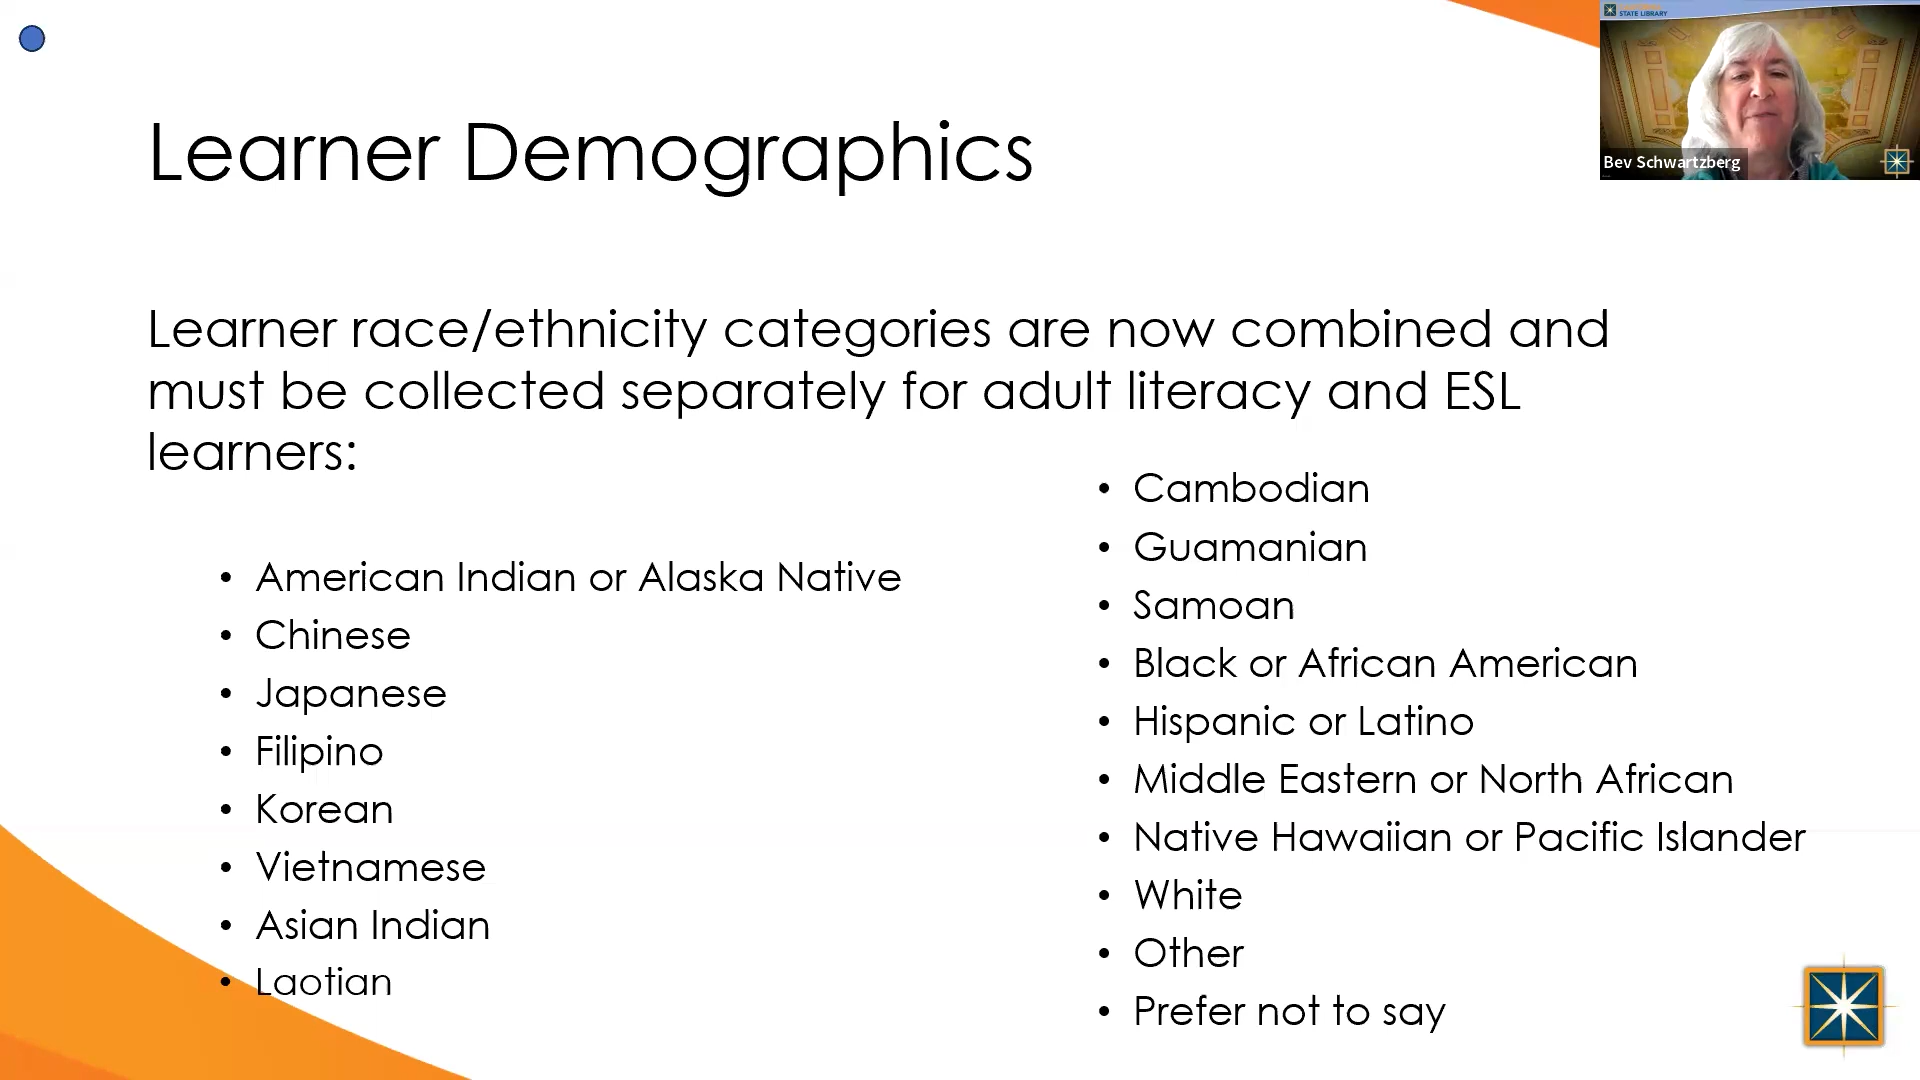 STATE LIBRARY
Bev Schwartzberg
Learner Demographics
Learner race/ethnicity categories are now combined and
must be collected separately for adult literacy and ESL
learners:
• American Indian or Alaska Native
• Chinese
• Japanese
• Filipino
• Korean
• Vietnamese
• Asian Indian
• Laotian
• Cambodian
• Guamanian
• Samoan
• Black or African American
• Hispanic or Latino
• Middle Eastern or North African
• Native Hawaiian or Pacific Islander
• White
• Other
• Prefer not to say